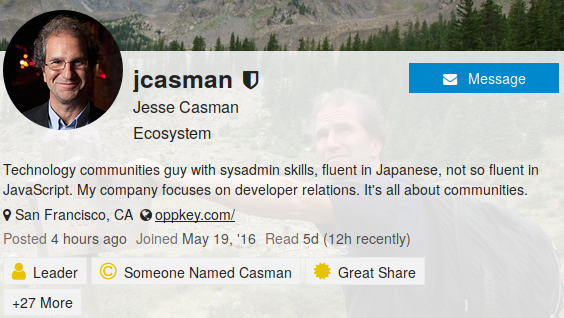 jcasman
Message
Jesse Casman
Ecosystem
Technology communities guy with sysadmin skills, fluent in Japanese, not so fluent in
JavaScript. My company focuses on developer relations. It's all about communities.
San Francisco, CA oppkey.com/
Posted 4 hours ago Joined May 19, '16 Read 5d (12h recently)
Leader Someone Named Casman Great Share
+27 More